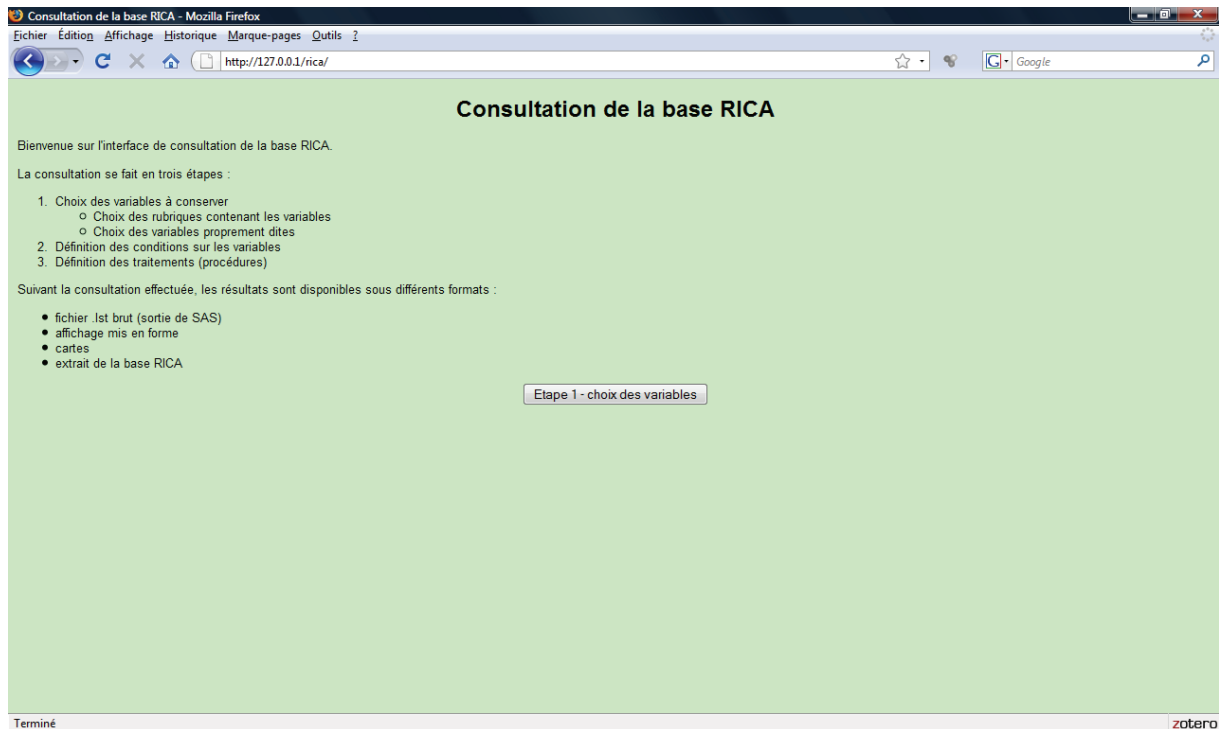 Consultation de la base RICA - Mozilla Firefox
Fichier Édition Affichage Historique Marque-pages Outils ?
http://127.0.0.1/rica/
G Google
Consultation de la base RICA
Bienvenue sur l'interface de consultation de la base RICA.
La consultation se fait en trois étapes :
1. Choix des variables à conserver
Choix des rubriques contenant les variables
Choix des variables proprement dites
2. Définition des conditions sur les variables
3. Définition des traitements (procédures)
Suivant la consultation effectuée, les résultats sont disponibles sous différents formats :
fichier .lst brut (sortie de SAS)
affichage mis en forme
cartes
extrait de la base RICA
Etape 1 - choix des variables
Terminé
zotero